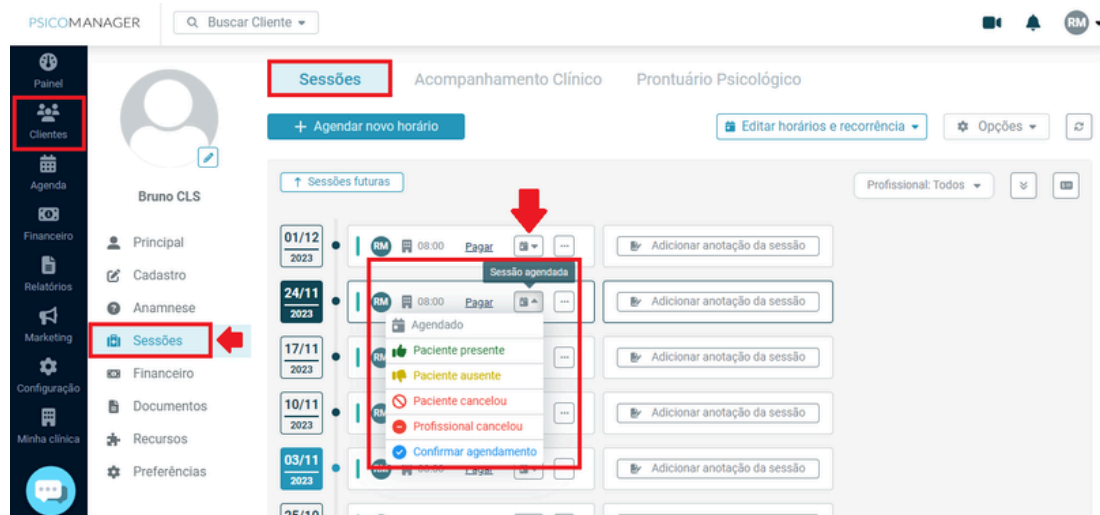 PSICOMANAGER
Buscar Cliente
RM
Painel
Clientes
Agenda
Financeiro
Relatórios
Marketing
Configuração
Minha clínica
Bruno CLS
Principal
Cadastro
Anamnese
Sessões
Financeiro
Documentos
Recursos
Preferências
Sessões Acompanhamento Clínico Prontuário Psicológico
+ Agendar novo horário Editar horários e recorrência Opções
↑ Sessões futuras Profissional: Todos
01/12
2023
RM 08:00 Pagar ... Adicionar anotação da sessão
Sessão agendada
24/11
2023
RM 08:00 Pagar ... Adicionar anotação da sessão
Agendado
Paciente presente
Paciente ausente
Paciente cancelou
Profissional cancelou
Confirmar agendamento
17/11
2023
... Adicionar anotação da sessão
10/11
2023
... Adicionar anotação da sessão
03/11
2023
08:00 Pagar ... Adicionar anotação da sessão
25/10